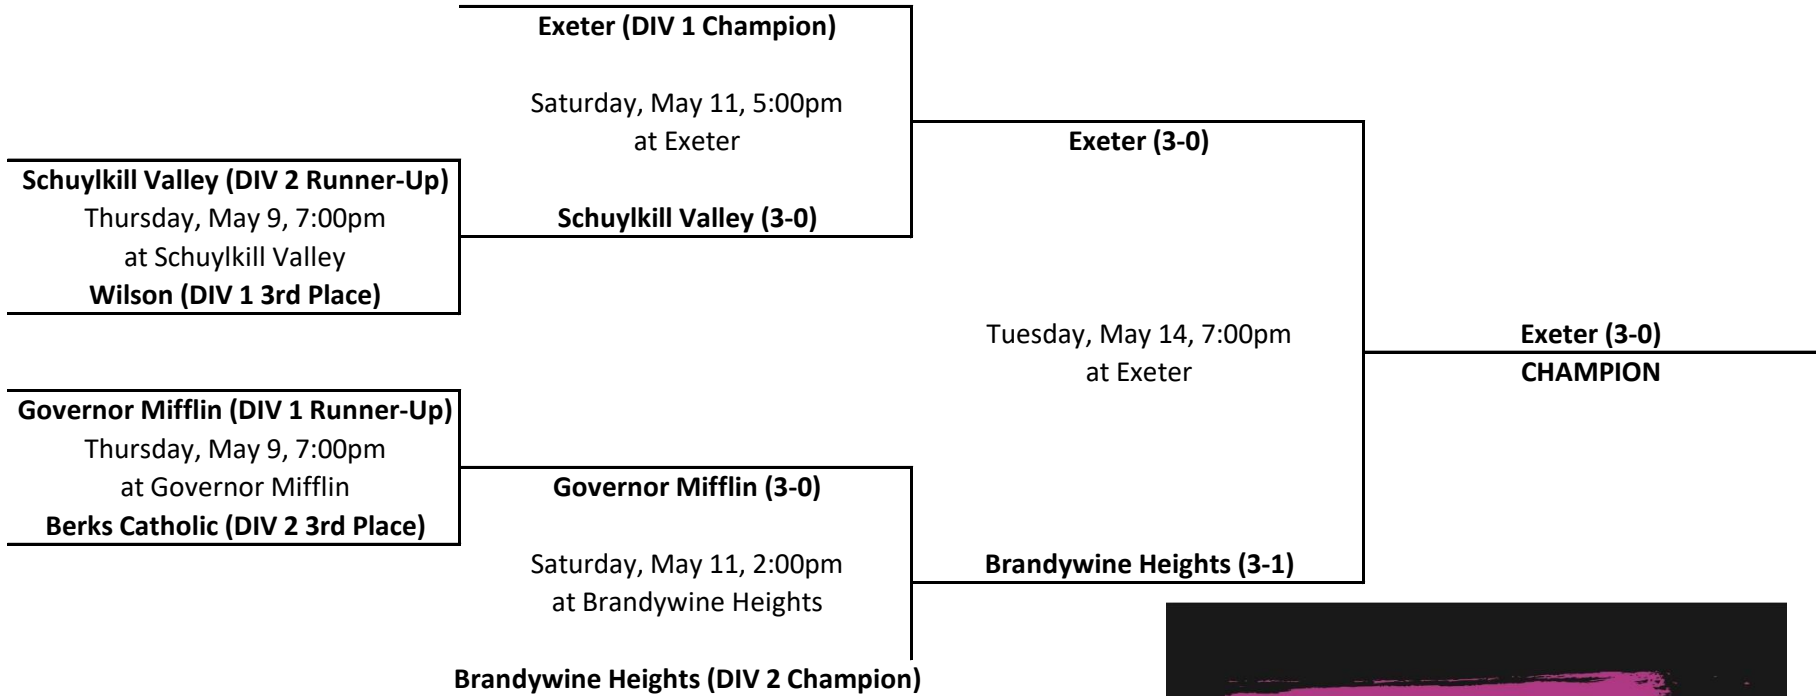 Exeter (DIV 1 Champion)
Saturday, May 11, 5:00pm
at Exeter
Exeter (3-0)
Schuylkill Valley (DIV 2 Runner-Up)
Thursday, May 9, 7:00pm
at Schuylkill Valley
Wilson (DIV 1 3rd Place)
Schuylkill Valley (3-0)
Tuesday, May 14, 7:00pm
at Exeter
Exeter (3-0)
CHAMPION
Governor Mifflin (DIV 1 Runner-Up)
Thursday, May 9, 7:00pm
at Governor Mifflin
Berks Catholic (DIV 2 3rd Place)
Governor Mifflin (3-0)
Saturday, May 11, 2:00pm
at Brandywine Heights
Brandywine Heights (3-1)
Brandywine Heights (DIV 2 Champion)